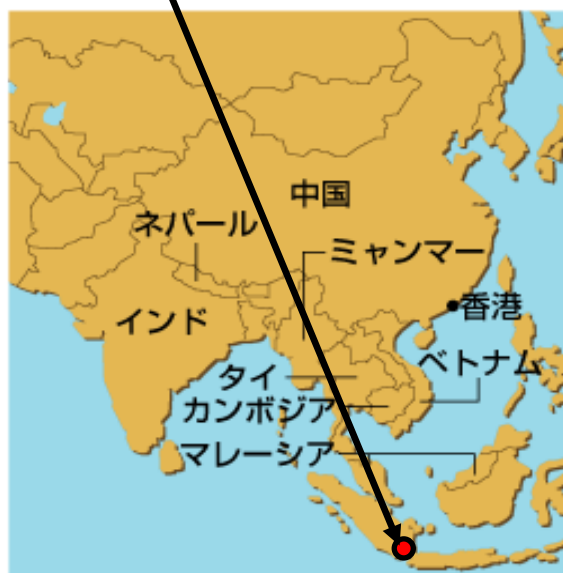 中国
ネパール
ミャンマー
インド
香港
ベトナム
タイ
カンボジア
マレーシア